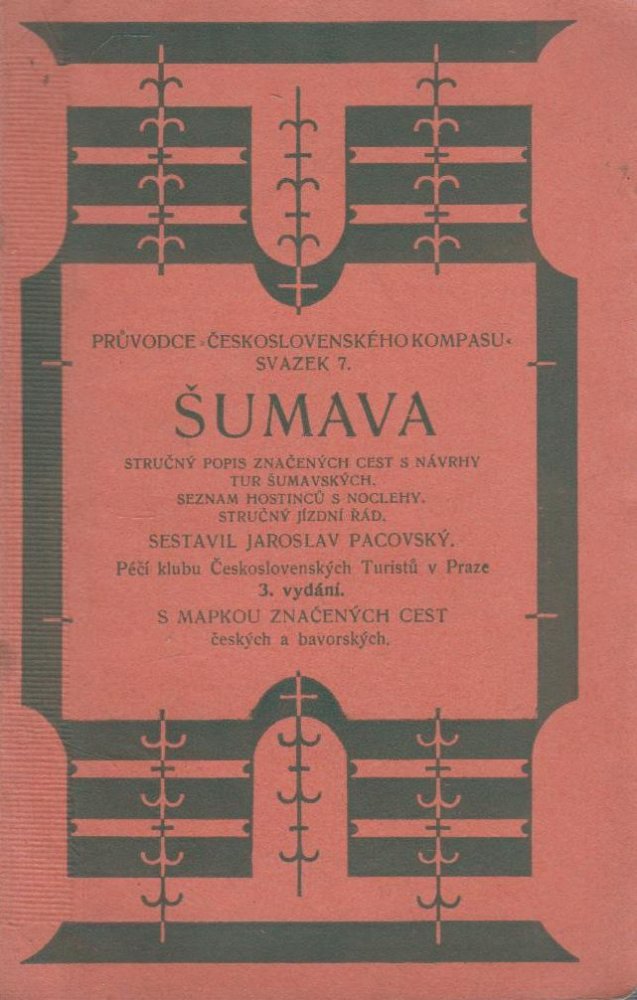 PRŮVODCE »ČESKOSLOVENSKÉHO KOMPASU«
SVAZEK 7.
ŠUMAVA
STRUČNÝ POPIS ZNAČENÝCH CEST S NÁVRHY
TUR ŠUMAVSKÝCH.
SEZNAM HOSTINCŮ S NOCLEHY.
STRUČNÝ JÍZDNÍ ŘÁD.
SESTAVIL JAROSLAV PACOVSKÝ.
Péčí klubu Československých Turistů v Praze
3. vydání.
S MAPKOU ZNAČENÝCH CEST
českých a bavorských.